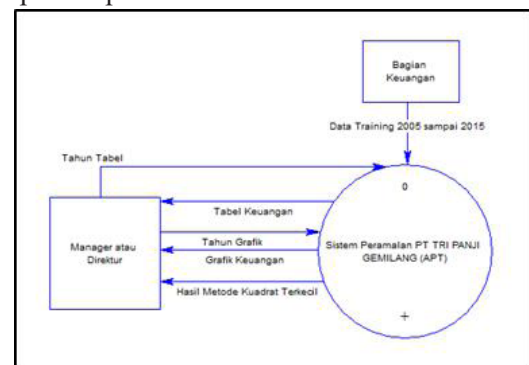 Bagian
Keuangan
Data Training 2005 sampai 2015
Tahun Tabel
0
Tabel Keuangan
Manager atau
Direktur
Tahun Grafik
Sistem Peramalan PT TRI PANJI
GEMILANG (APT)
Grafik Keuangan
Hasil Metode Kuadrat Terkecil
+